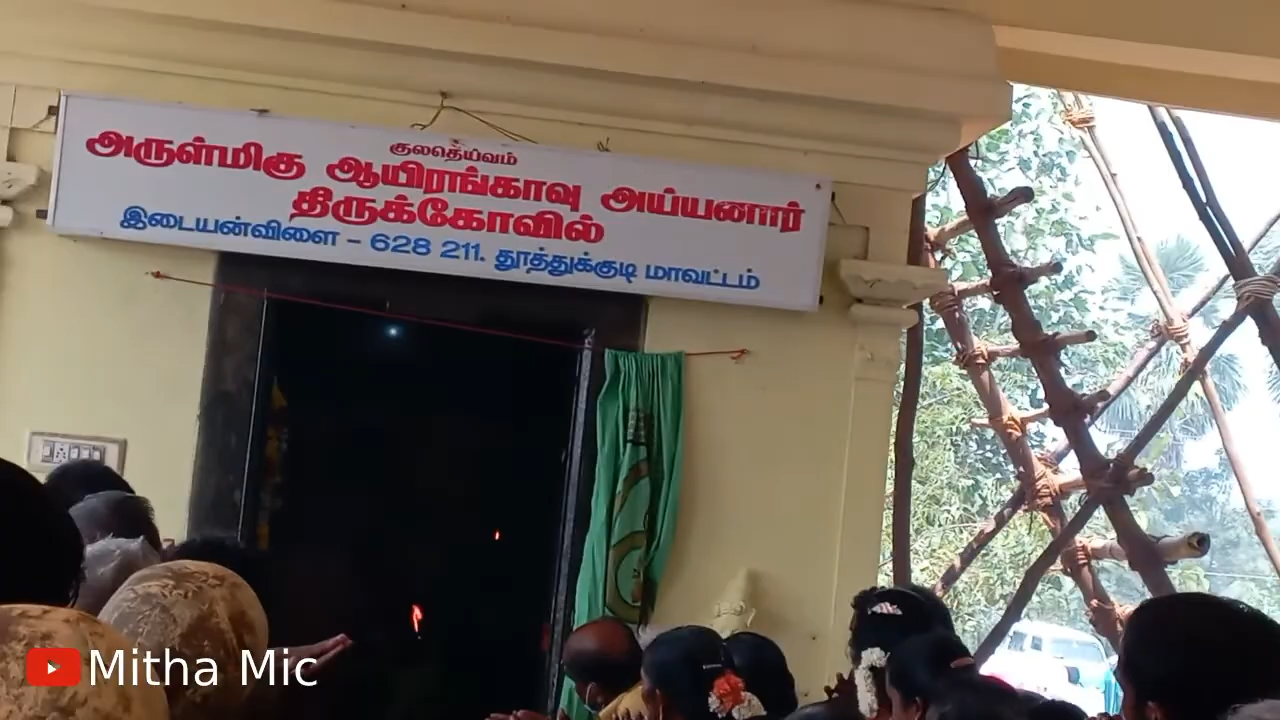 குலதெய்வம்
அருள்மிகு ஆயிரங்காவு அய்யனார்
திருக்கோவில்
இடையன்விளை - 628 211. தூத்துக்குடி மாவட்டம்
Mitha Mic